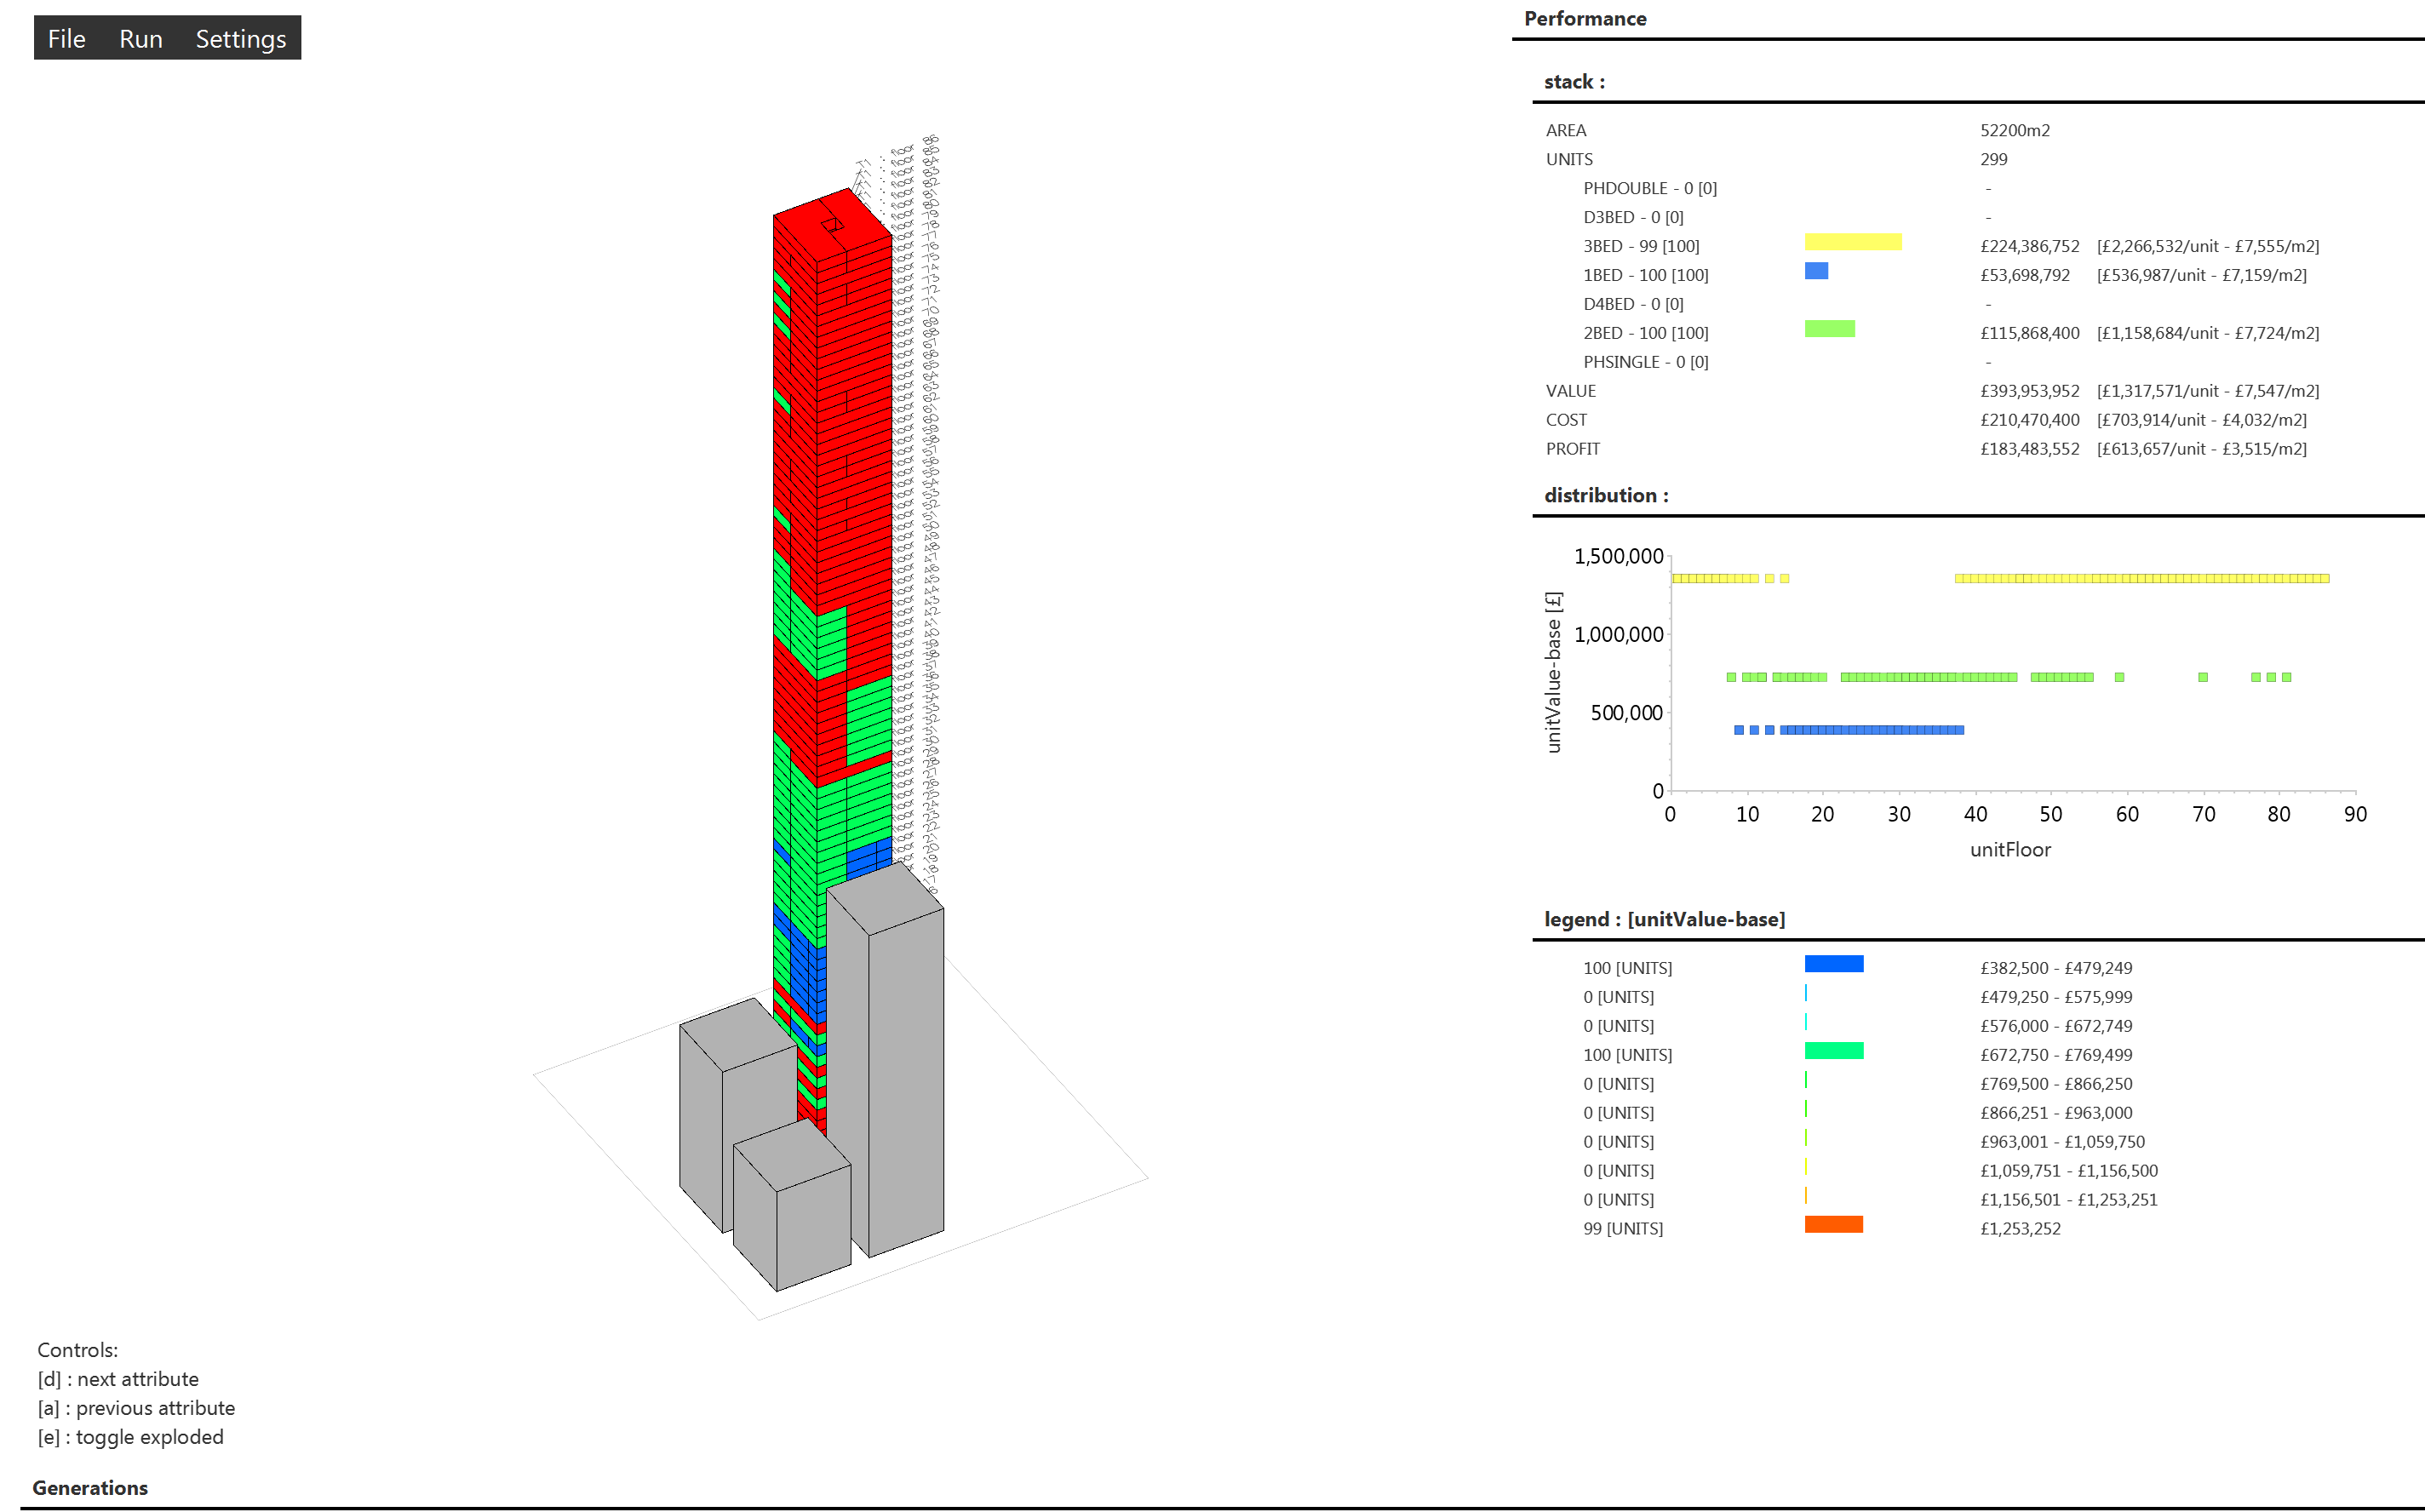 File Run Settings
Performance
stack :
AREA 52200m2
UNITS 299
PHDOUBLE - 0 [0] -
D3BED - 0 [0] -
3BED - 99 [100] £224,386,752 [£2,266,532/unit - £7,555/m2]
1BED - 100 [100] £53,698,792 [£536,987/unit - £7,159/m2]
D4BED - 0 [0] -
2BED - 100 [100] £115,868,400 [£1,158,684/unit - £7,724/m2]
PHSINGLE - 0 [0] -
VALUE £393,953,952 [£1,317,571/unit - £7,547/m2]
COST £210,470,400 [£703,914/unit - £4,032/m2]
PROFIT £183,483,552 [£613,657/unit - £3,515/m2]
distribution :
unitValue-base [£]
1,500,000
1,000,000
500,000
0
0 10 20 30 40 50 60 70 80 90
unitFloor
legend : [unitValue-base]
100 [UNITS] £382,500 - £479,249
0 [UNITS] £479,250 - £575,999
0 [UNITS] £576,000 - £672,749
100 [UNITS] £672,750 - £769,499
0 [UNITS] £769,500 - £866,250
0 [UNITS] £866,251 - £963,000
0 [UNITS] £963,001 - £1,059,750
0 [UNITS] £1,059,751 - £1,156,500
0 [UNITS] £1,156,501 - £1,253,251
99 [UNITS] £1,253,252
Controls:
[d] : next attribute
[a] : previous attribute
[e] : toggle exploded
Generations